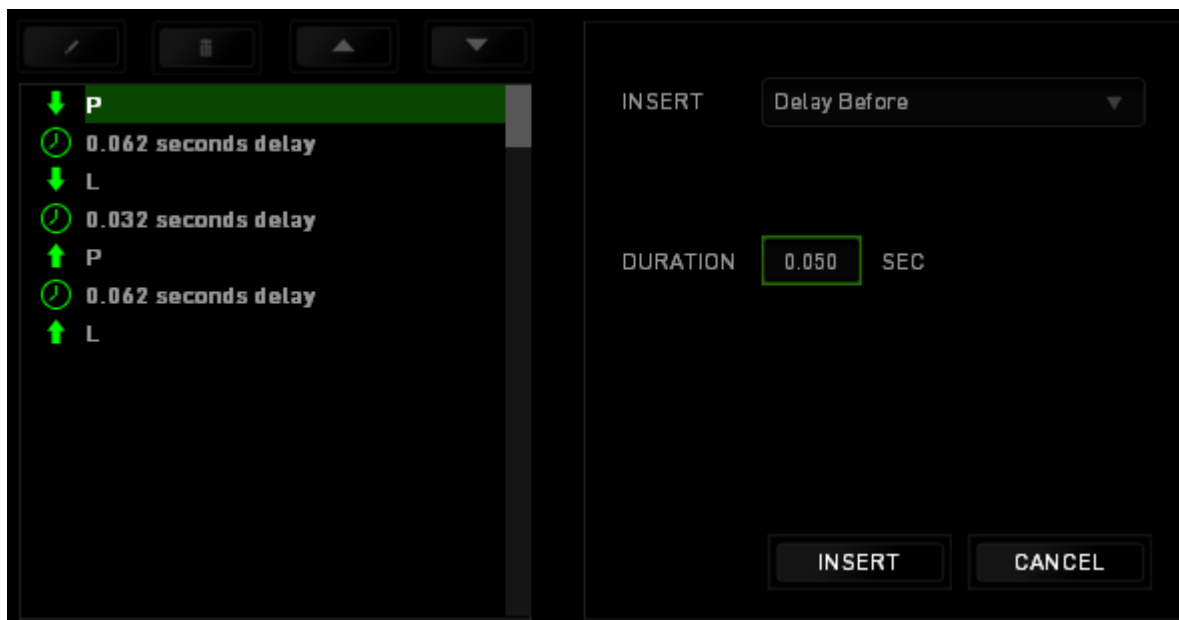 P
0.062 seconds delay
L
0.032 seconds delay
P
0.062 seconds delay
L
INSERT Delay Before
DURATION 0.050 SEC
INSERT CANCEL